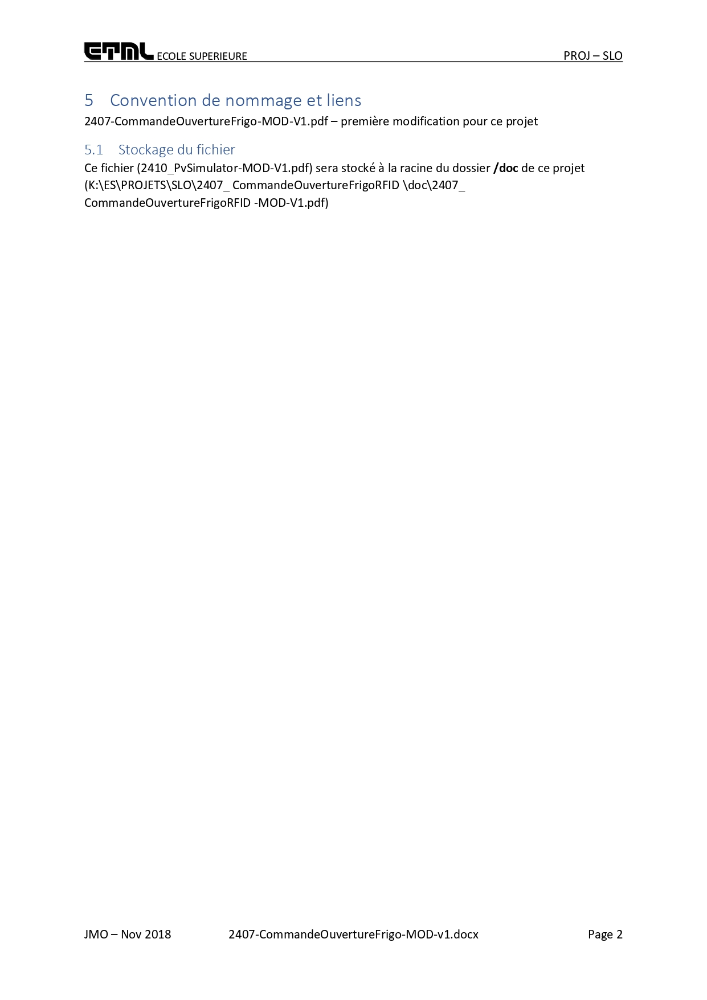 ETML ECOLE SUPERIEURE PROJ – SLO
5 Convention de nommage et liens
2407-CommandeOuvertureFrigo-MOD-V1.pdf – première modification pour ce projet
5.1 Stockage du fichier
Ce fichier (2410_PvSimulator-MOD-V1.pdf) sera stocké à la racine du dossier /doc de ce projet
(K:\ES\PROJETS\SLO\2407_ CommandeOuvertureFrigoRFID \doc\2407_
CommandeOuvertureFrigoRFID -MOD-V1.pdf)
JMO – Nov 2018 2407-CommandeOuvertureFrigo-MOD-v1.docx Page 2